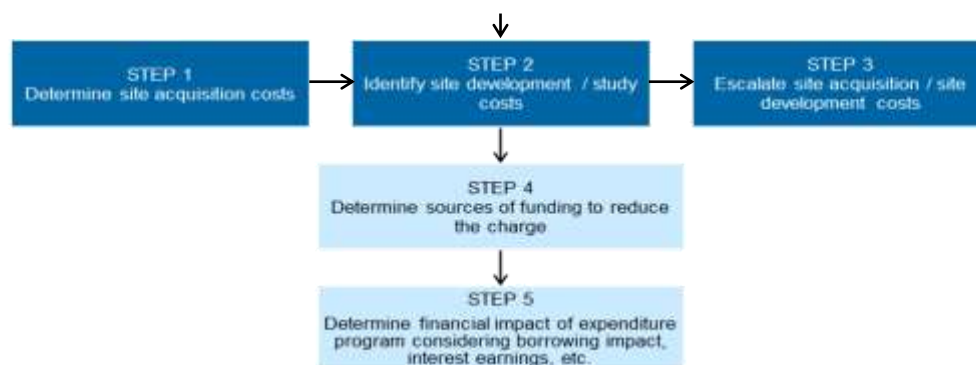 STEP 1
Determine site acquisition costs
STEP 2
Identify site development / study
costs
STEP 3
Escalate site acquisition / site
development costs
STEP 4
Determine sources of funding to reduce
the charge
STEP 5
Determine financial impact of expenditure
program considering borrowing impact,
interest earnings, etc.